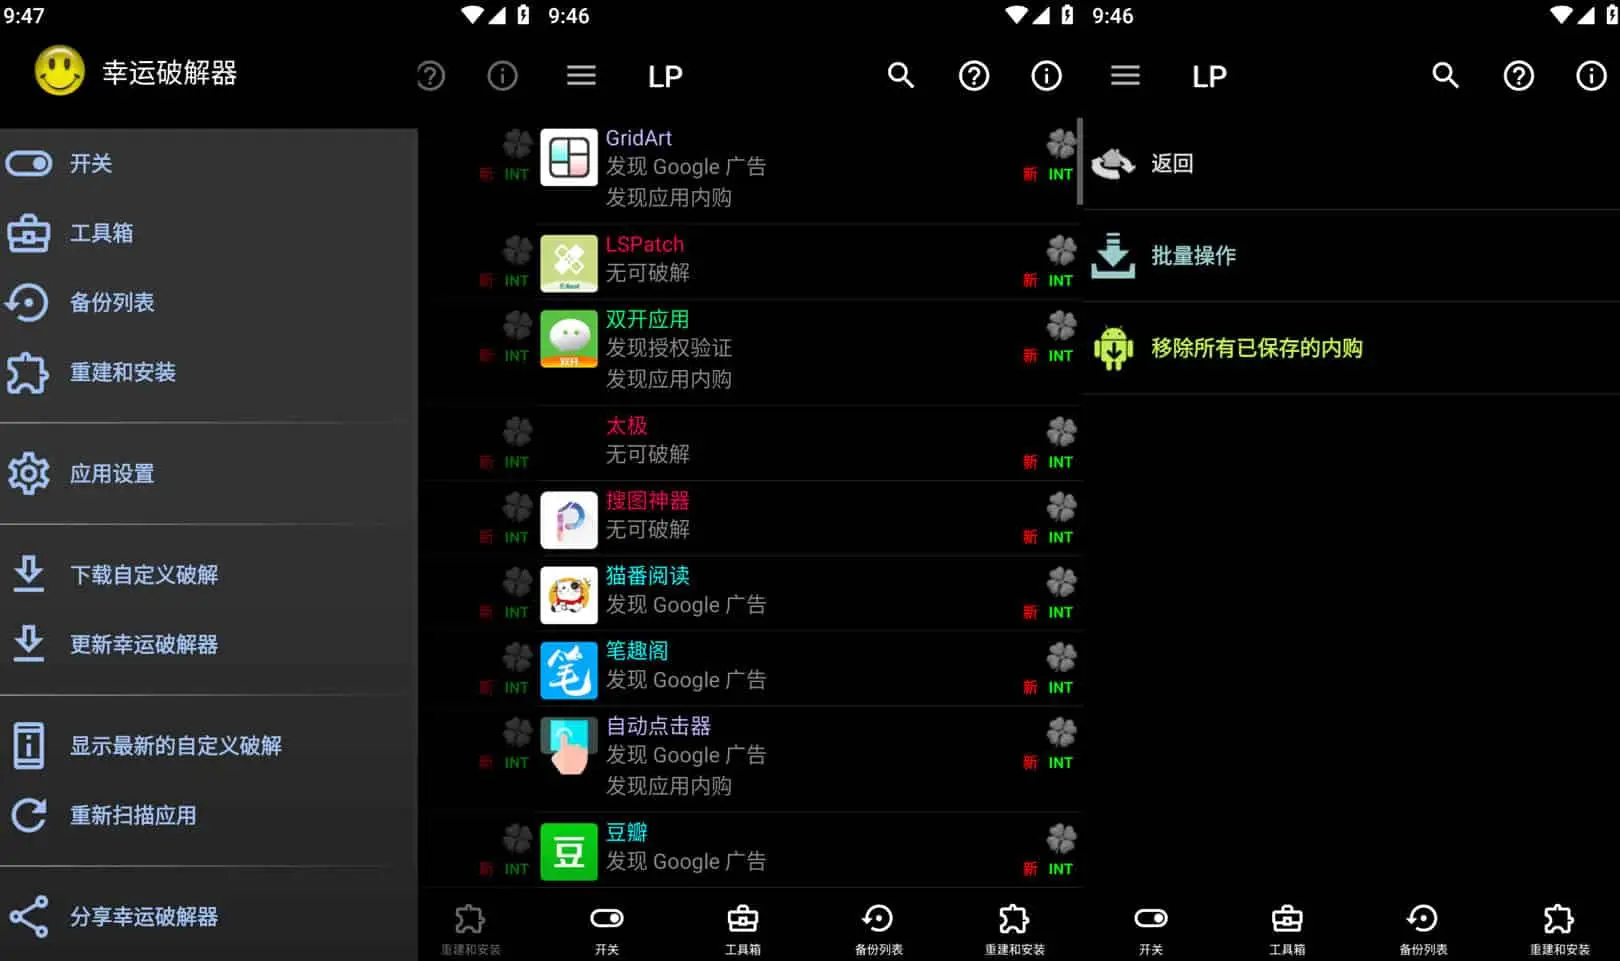 9:47
幸运破解器
开关
工具箱
备份列表
重建和安装
应用设置
下载自定义破解
更新幸运破解器
显示最新的自定义破解
重新扫描应用
分享幸运破解器
新 INT
新 INT
新 INT
新 INT
新 INT
新 INT
新 INT
新 INT
新 INT
重建和安装
9:46
LP
GridArt
发现 Google 广告
发现应用内购
新 INT
LSPatch
无可破解
新 INT
双开应用
发现授权验证
发现应用内购
新 INT
双开
太极
无可破解
新 INT
搜图神器
无可破解
新 INT
猫番阅读
发现 Google 广告
新 INT
笔
笔趣阁
发现 Google 广告
新 INT
自动点击器
发现 Google 广告
发现应用内购
新 INT
豆
豆瓣
发现 Google 广告
新 INT
开关
工具箱
备份列表
重建和安装
9:46
LP
返回
批量操作
移除所有已保存的内购
开关
工具箱
备份列表
重建和安装